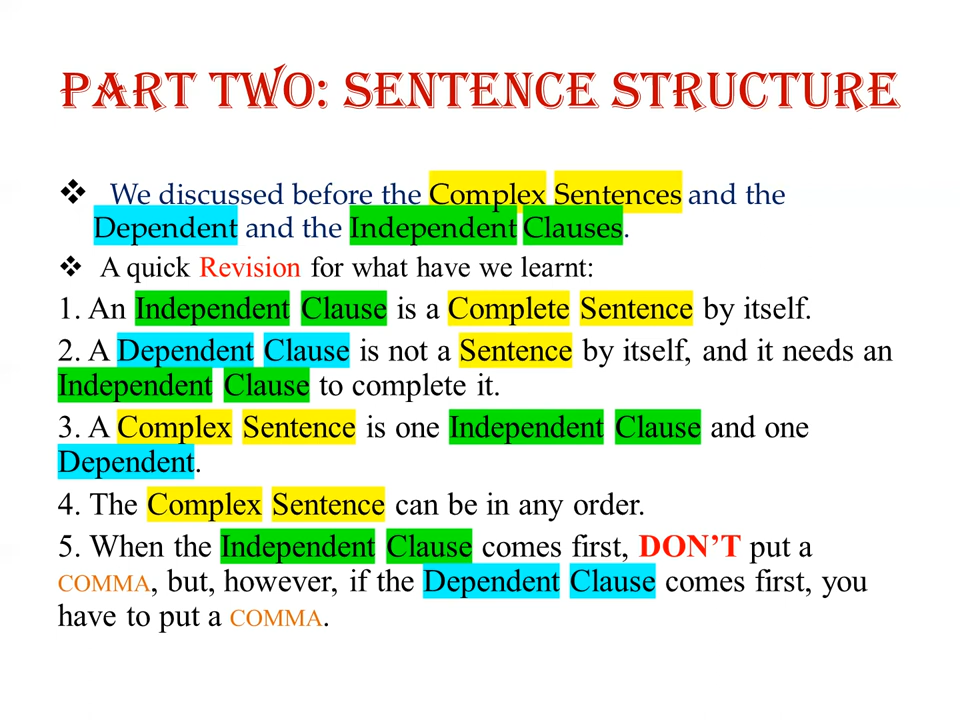 PART TWO: SENTENCE STRUCTURE
❖ We discussed before the Complex Sentences and the
Dependent and the Independent Clauses.
❖ A quick Revision for what have we learnt:
1. An Independent Clause is a Complete Sentence by itself.
2. A Dependent Clause is not a Sentence by itself, and it needs an
Independent Clause to complete it.
3. A Complex Sentence is one Independent Clause and one
Dependent.
4. The Complex Sentence can be in any order.
5. When the Independent Clause comes first, DON’T put a
COMMA, but, however, if the Dependent Clause comes first, you
have to put a COMMA.